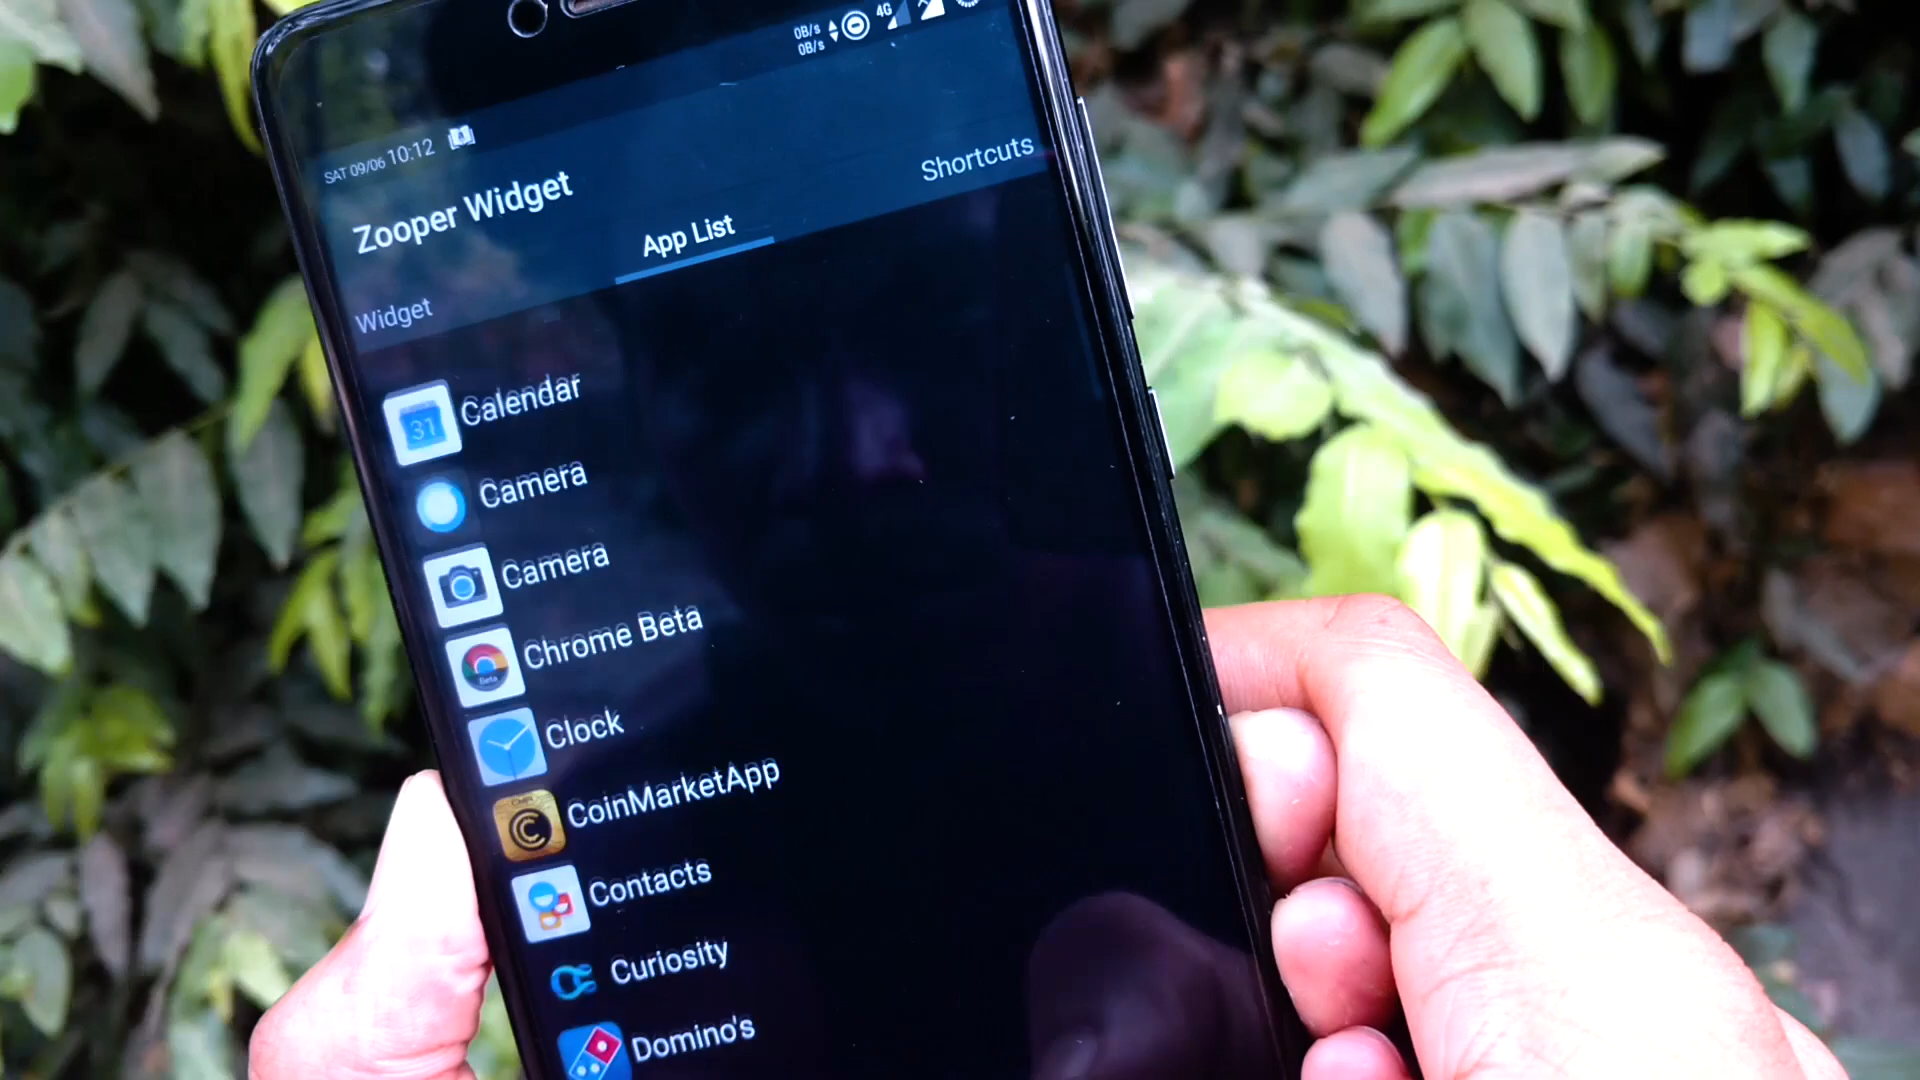 0B/s
0B/s
4G
SAT 09/06 10:12
Zooper Widget
Widget
App List
Shortcuts
31
Calendar
Camera
Camera
Beta
Chrome Beta
Clock
CoinMarketApp
Contacts
Curiosity
Domino's